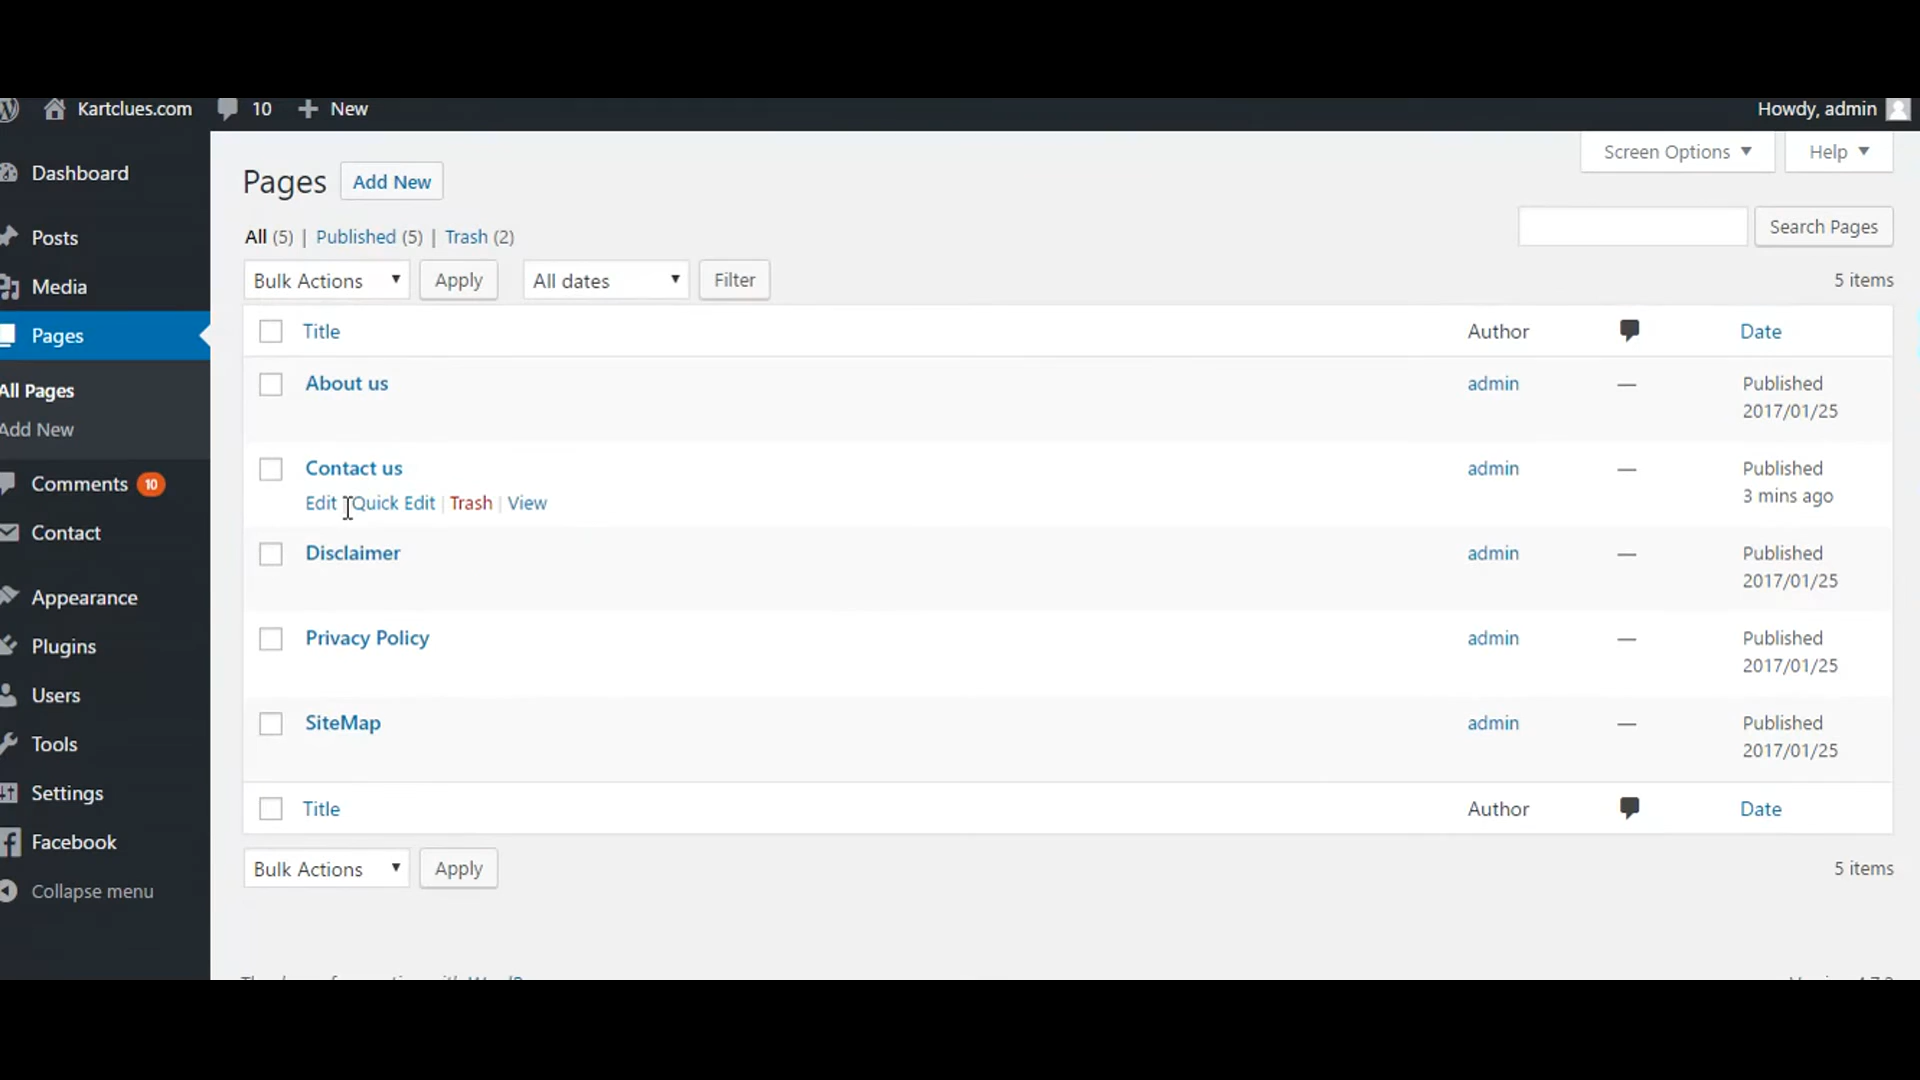 Kartclues.com 10 + New Howdy, admin
Screen Options ▼ Help ▼
Dashboard
Posts
Media
Pages
All Pages
Add New
Comments 10
Contact
Appearance
Plugins
Users
Tools
Settings
Facebook
Collapse menu
Pages Add New
All (5) | Published (5) | Trash (2)
Search Pages
Bulk Actions ▼ Apply All dates ▼ Filter 5 items
Title Author Date
About us admin — Published
2017/01/25
Contact us admin — Published
Edit | Quick Edit | Trash | View 3 mins ago
Disclaimer admin — Published
2017/01/25
Privacy Policy admin — Published
2017/01/25
SiteMap admin — Published
2017/01/25
Title Author Date
Bulk Actions ▼ Apply 5 items